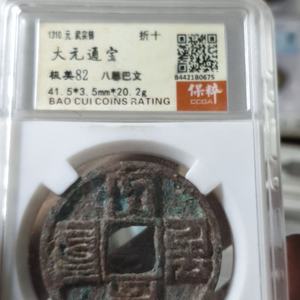 1310.元.武宗铸 折十
大元通宝
极美82 八思巴文
8442180675
41.5*3.5mm*20.2g
保粹
CCGA
BAO CUI COINS RATING